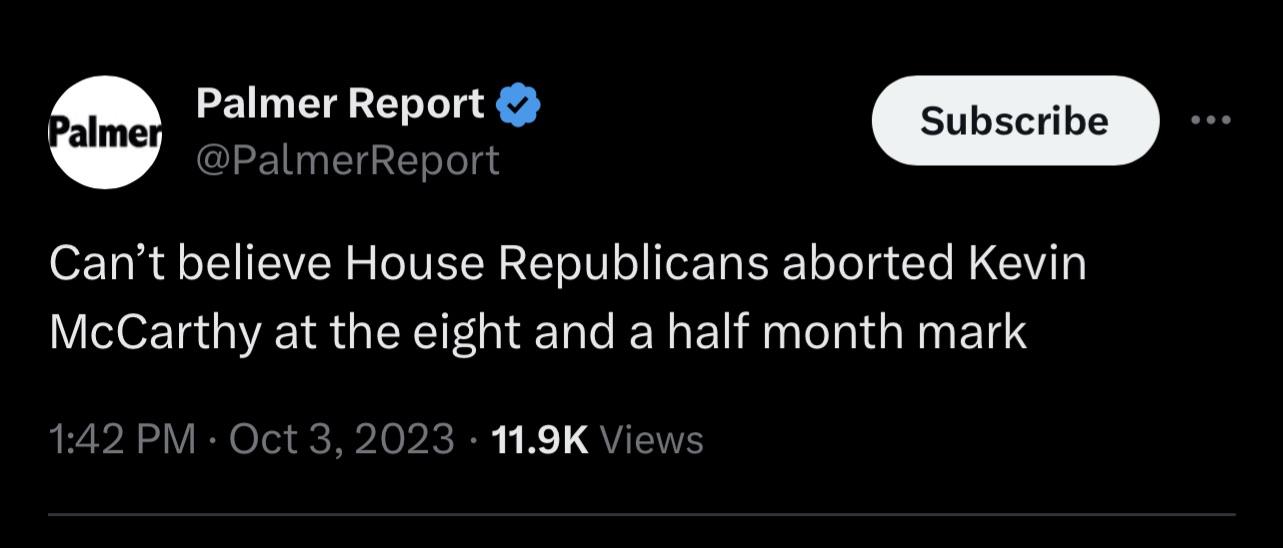 Palmer
Palmer Report
@PalmerReport
Subscribe
Can’t believe House Republicans aborted Kevin
McCarthy at the eight and a half month mark
1:42 PM · Oct 3, 2023 · 11.9K Views